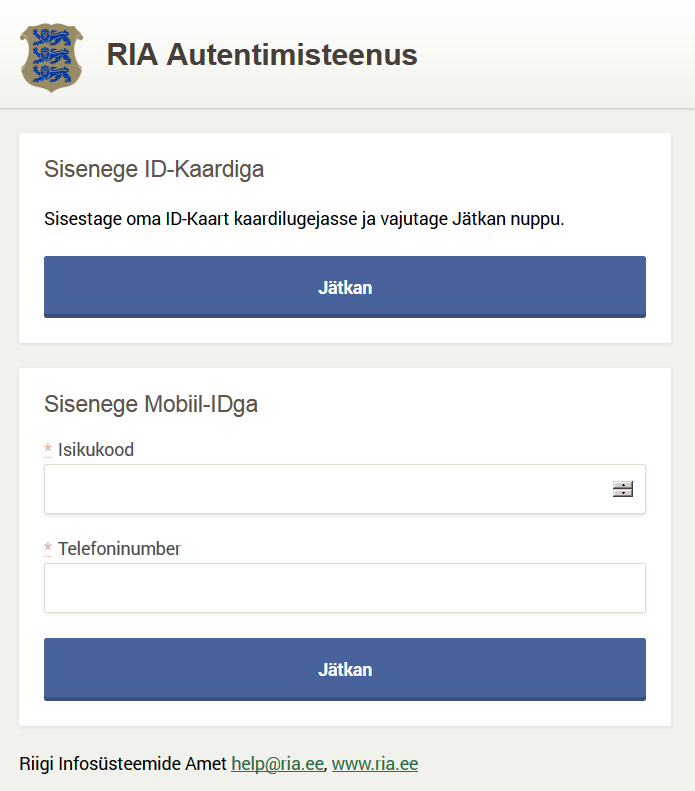 RIA Autentimisteenus
Sisenege ID-Kaardiga
Sisestage oma ID-Kaart kaardilugejasse ja vajutage Jätkan nuppu.
Jätkan
Sisenege Mobiil-IDga
* Isikukood
* Telefoninumber
Jätkan
Riigi Infosüsteemide Amet help@ria.ee, www.ria.ee